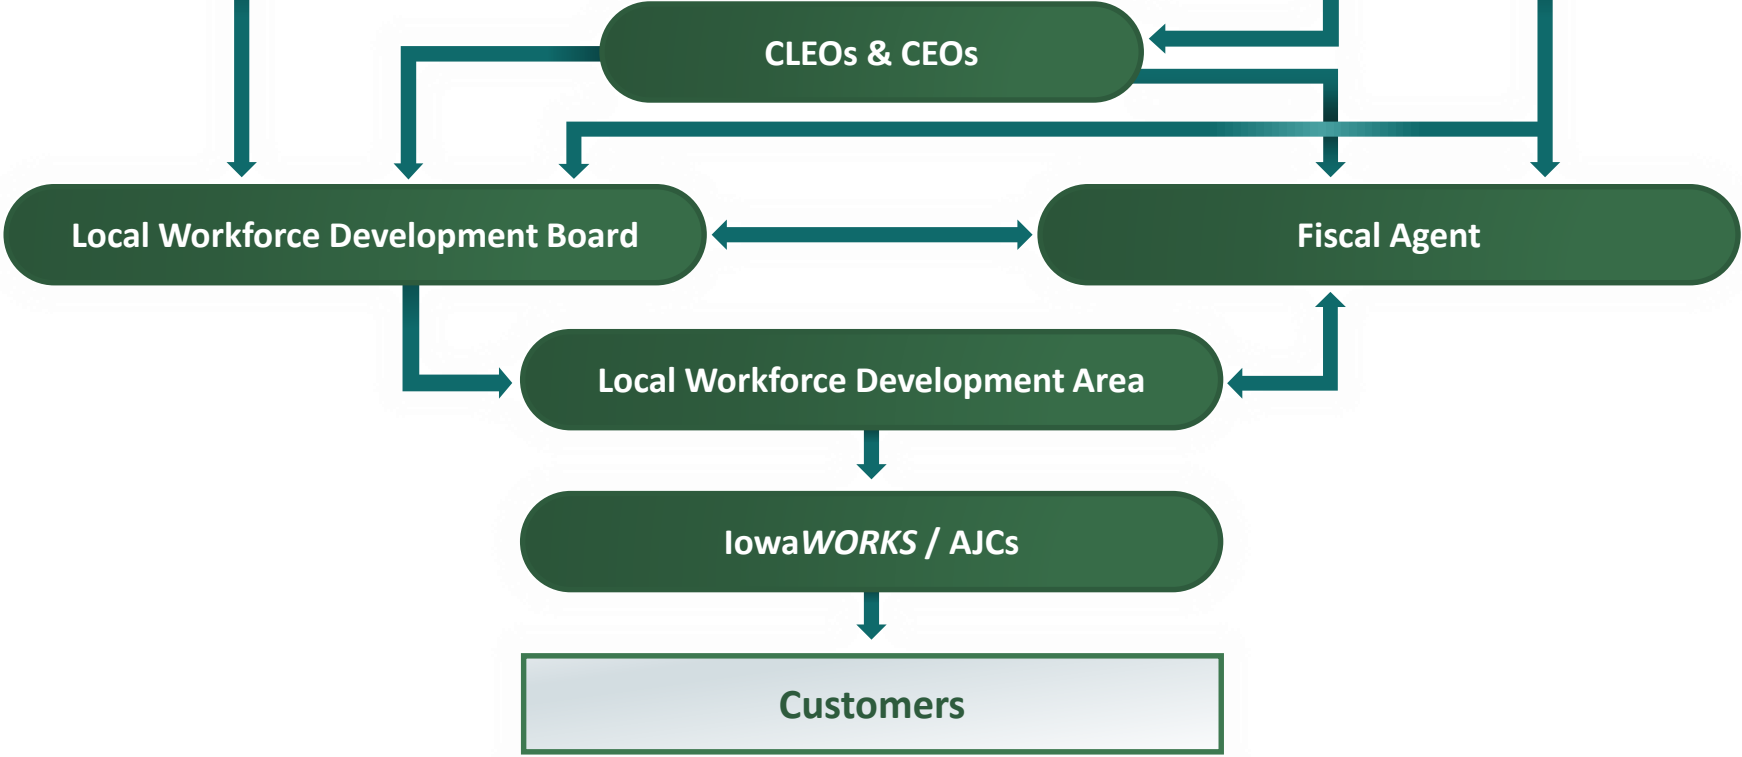 CLEOs & CEOs
Local Workforce Development Board
Fiscal Agent
Local Workforce Development Area
IowaWORKS / AJCs
Customers